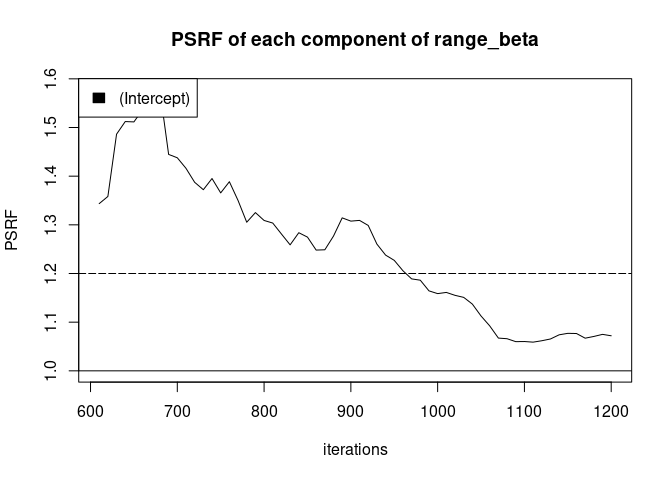 PSRF of each component of range_beta
(Intercept)
PSRF
1.6
1.5
1.4
1.3
1.2
1.1
1.0
600 700 800 900 1000 1100 1200
iterations